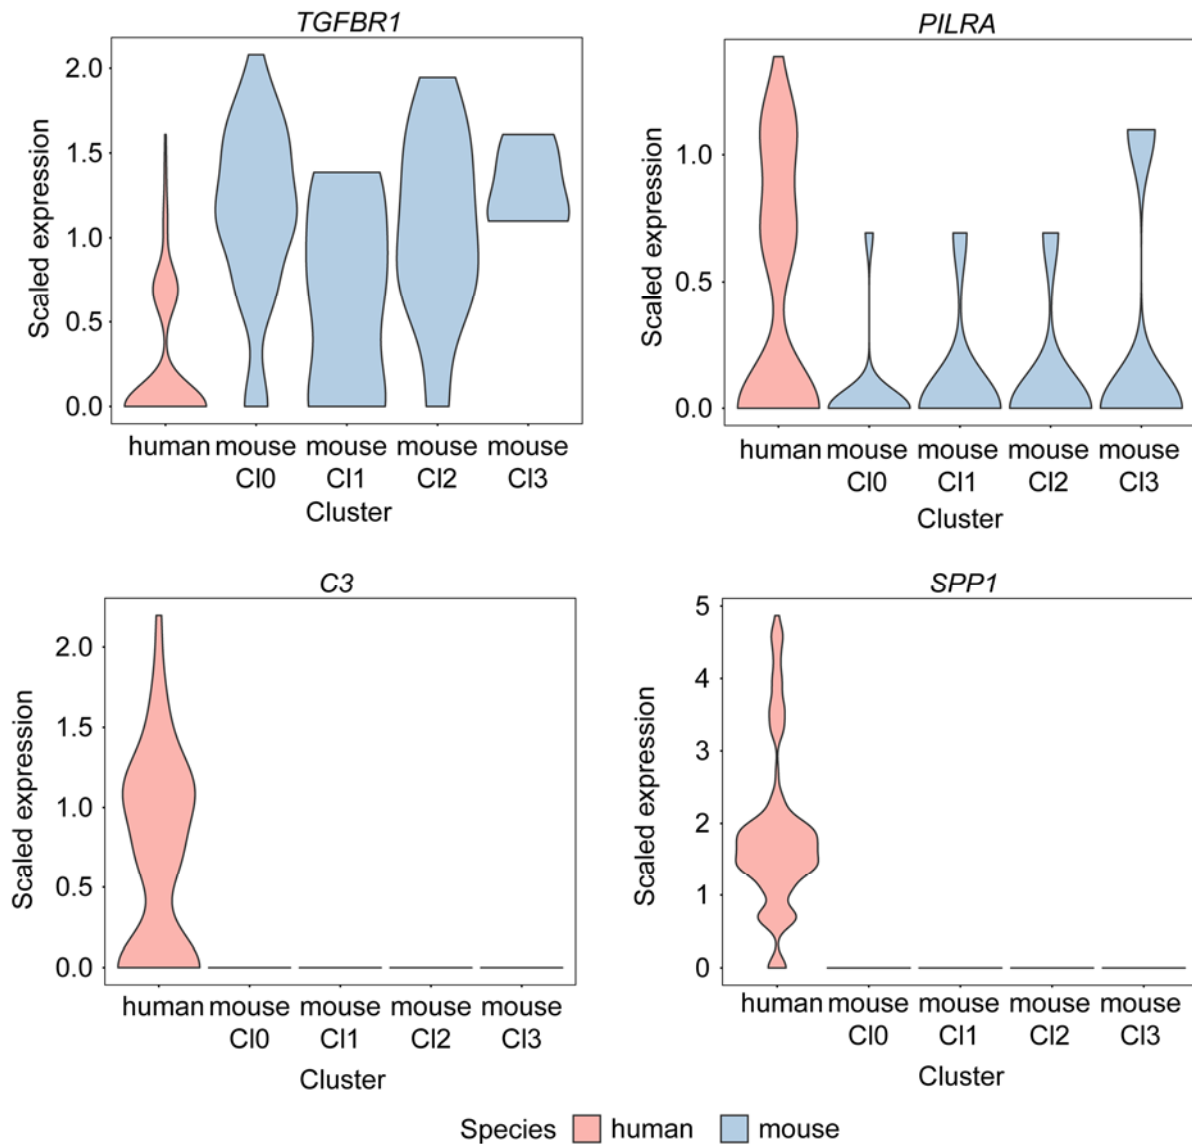 TGFBR1
Scaled expression
2.0
1.5
1.0
0.5
0.0
human mouse mouse mouse mouse
Cl0 Cl1 Cl2 Cl3
Cluster
PILRA
Scaled expression
1.0
0.5
0.0
human mouse mouse mouse mouse
Cl0 Cl1 Cl2 Cl3
Cluster
C3
Scaled expression
2.0
1.5
1.0
0.5
0.0
human mouse mouse mouse mouse
Cl0 Cl1 Cl2 Cl3
Cluster
SPP1
Scaled expression
5
4
3
2
1
0
human mouse mouse mouse mouse
Cl0 Cl1 Cl2 Cl3
Cluster
Species human mouse